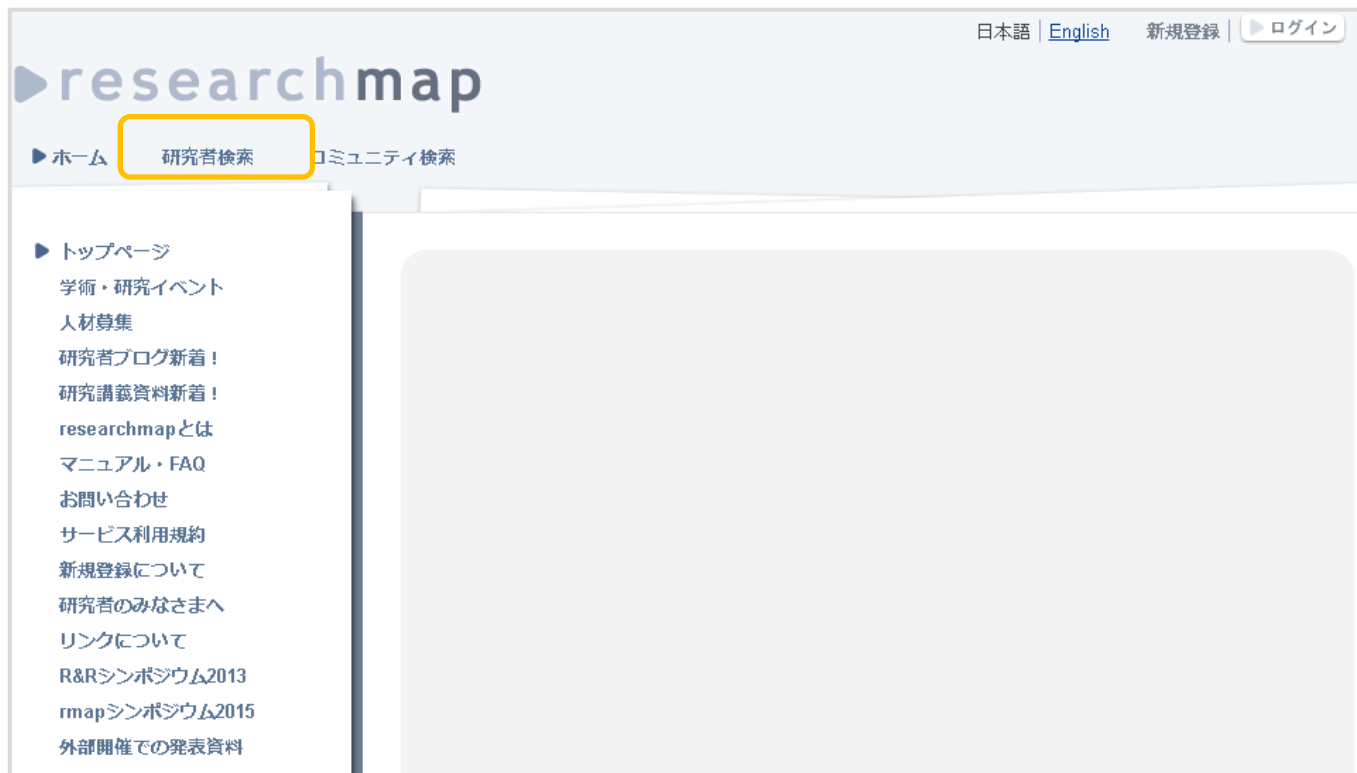 日本語 English 新規登録 ログイン
researchmap
ホーム 研究者検索 コミュニティ検索
トップページ
学術・研究イベント
人材募集
研究者ブログ新着！
研究講義資料新着！
researchmapとは
マニュアル・FAQ
お問い合わせ
サービス利用規約
新規登録について
研究者のみなさまへ
リンクについて
R&Rシンポジウム2013
rmapシンポジウム2015
外部開催での発表資料